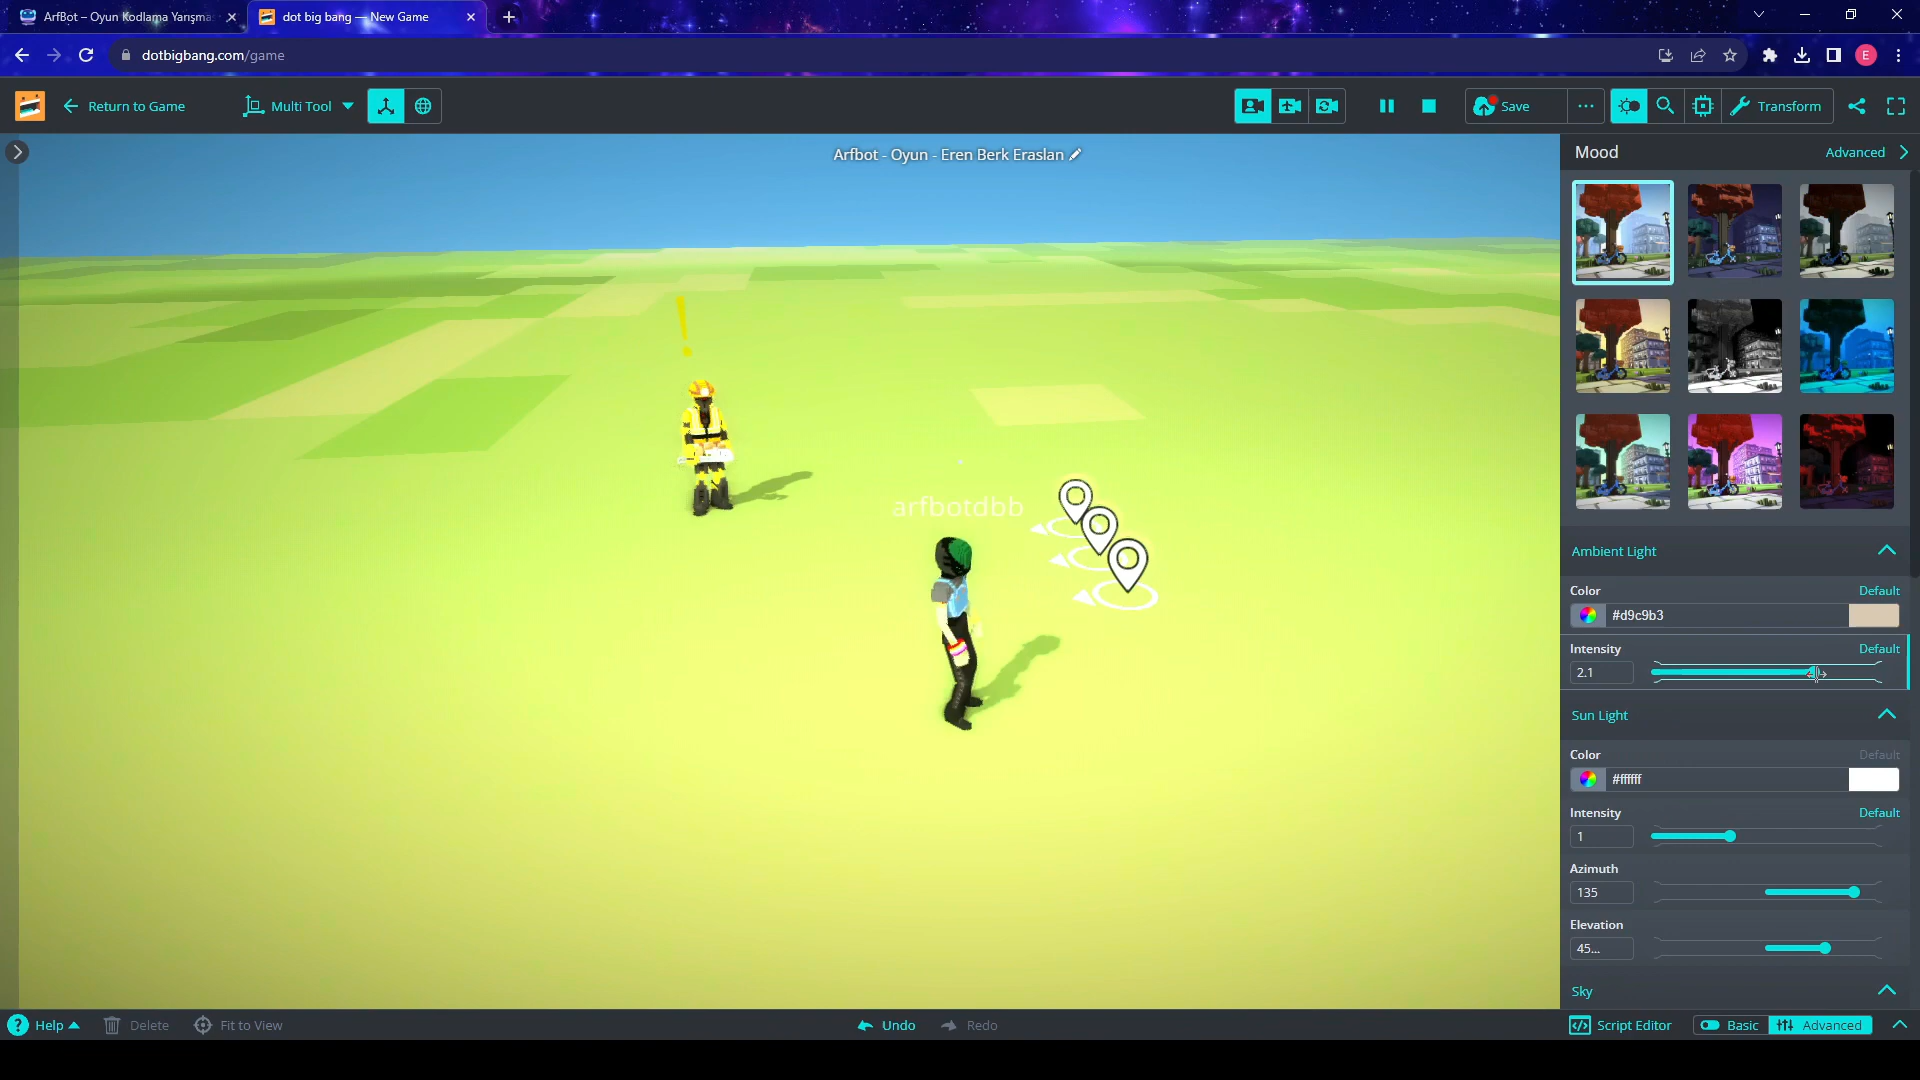 ArfBot – Oyun Kodlama Yarışma
dot big bang — New Game
dotbigbang.com/game
E
Return to Game
Multi Tool
Save
Transform
Arfbot - Oyun - Eren Berk Eraslan
Mood
Advanced
arfbotdbb
Ambient Light
Color
Default
#d9c9b3
Intensity
Default
2.1
Sun Light
Color
Default
#ffffff
Intensity
Default
1
Azimuth
135
Elevation
45...
Sky
? Help
Delete
Fit to View
Undo
Redo
Script Editor
Basic
Advanced